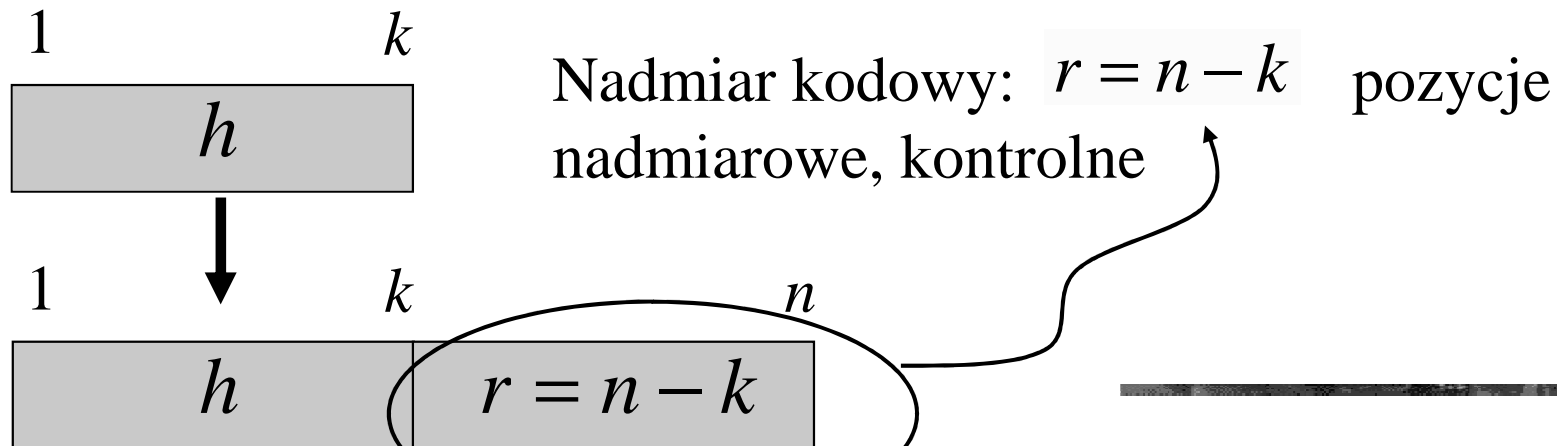 1 k
Nadmiar kodowy: r = n − k pozycje
h
nadmiarowe, kontrolne
1 k n
h r = n − k